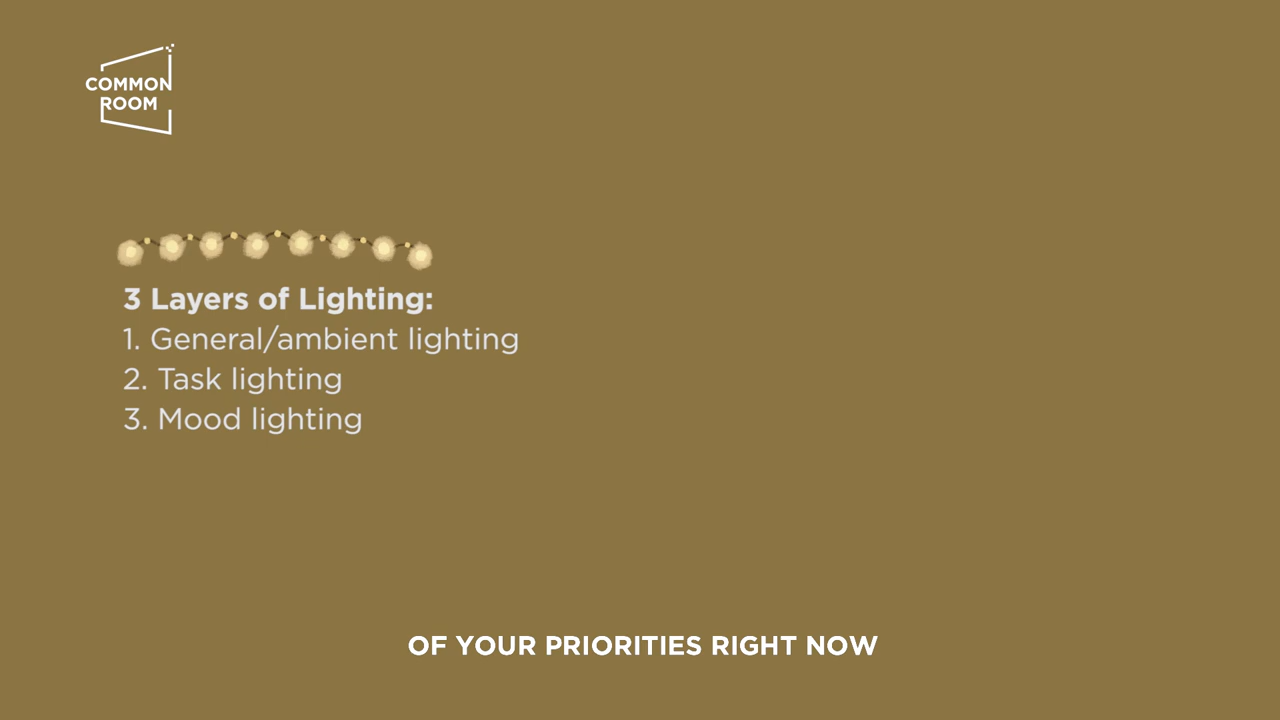 COMMON
ROOM
3 Layers of Lighting:
1. General/ambient lighting
2. Task lighting
3. Mood lighting
OF YOUR PRIORITIES RIGHT NOW